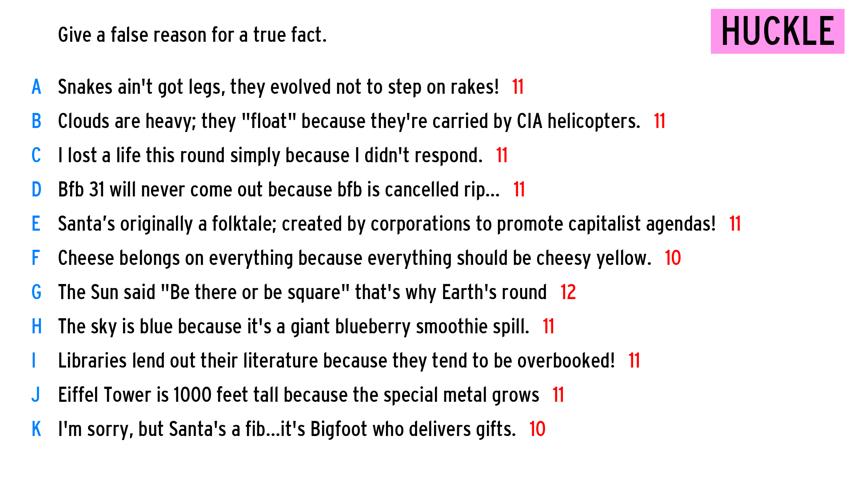 Give a false reason for a true fact.
HUCKLE
A Snakes ain't got legs, they evolved not to step on rakes! 11
B Clouds are heavy; they "float" because they're carried by CIA helicopters. 11
C I lost a life this round simply because I didn't respond. 11
D Bfb 31 will never come out because bfb is cancelled rip... 11
E Santa’s originally a folktale; created by corporations to promote capitalist agendas! 11
F Cheese belongs on everything because everything should be cheesy yellow. 10
G The Sun said "Be there or be square" that's why Earth's round 12
H The sky is blue because it's a giant blueberry smoothie spill. 11
I Libraries lend out their literature because they tend to be overbooked! 11
J Eiffel Tower is 1000 feet tall because the special metal grows 11
K I'm sorry, but Santa's a fib...it's Bigfoot who delivers gifts. 10